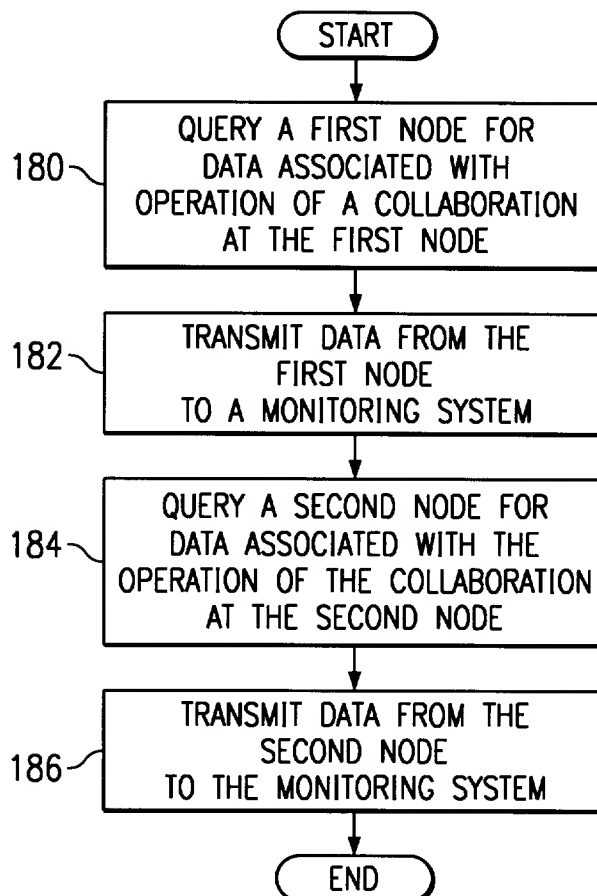 START
180
QUERY A FIRST NODE FOR
DATA ASSOCIATED WITH
OPERATION OF A COLLABORATION
AT THE FIRST NODE
182
TRANSMIT DATA FROM THE
FIRST NODE
TO A MONITORING SYSTEM
184
QUERY A SECOND NODE FOR
DATA ASSOCIATED WITH THE
OPERATION OF THE COLLABORATION
AT THE SECOND NODE
186
TRANSMIT DATA FROM THE
SECOND NODE
TO THE MONITORING SYSTEM
END